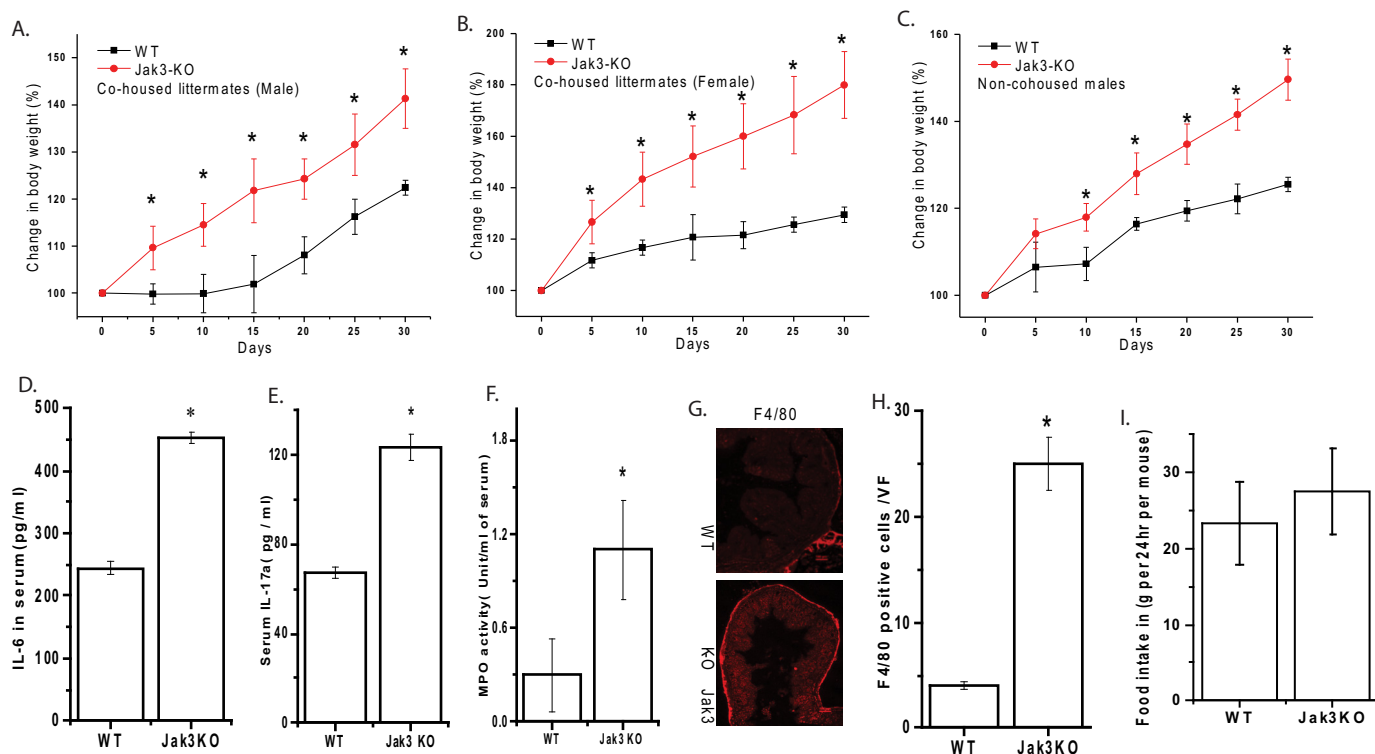 A.
WT
Jak3-KO
Co-housed littermates (Male)
*
*
*
*
*
*
Change in body weight (%)
150
140
130
120
110
100
0 5 10 15 20 25 30
Days
B.
WT
Jak3-KO
Co-housed littermates (Female)
*
*
*
*
*
*
Change in body weight (%)
200
180
160
140
120
100
0 5 10 15 20 25 30
Days
C.
WT
Jak3-KO
Non-cohoused males
*
*
*
*
*
Change in body weight (%)
160
140
120
100
0 5 10 15 20 25 30
Days
D.
*
IL-6 in serum(pg/ml)
500
450
400
350
300
250
200
150
100
50
0
WT Jak3KO
E.
*
Serum IL-17a( pg / ml)
120
80
40
0
WT Jak3 KO
F.
*
MPO activity( Unit/ml of serum)
1.8
1.2
0.6
0.0
WT Jak3 KO
G.
F4/80
WT
KO Jak3
H.
*
F4/80 positive cells /VF
30
20
10
0
WT Jak3KO
I.
Food intake in (g per 24hr per mouse)
30
20
10
0
WT Jak3KO